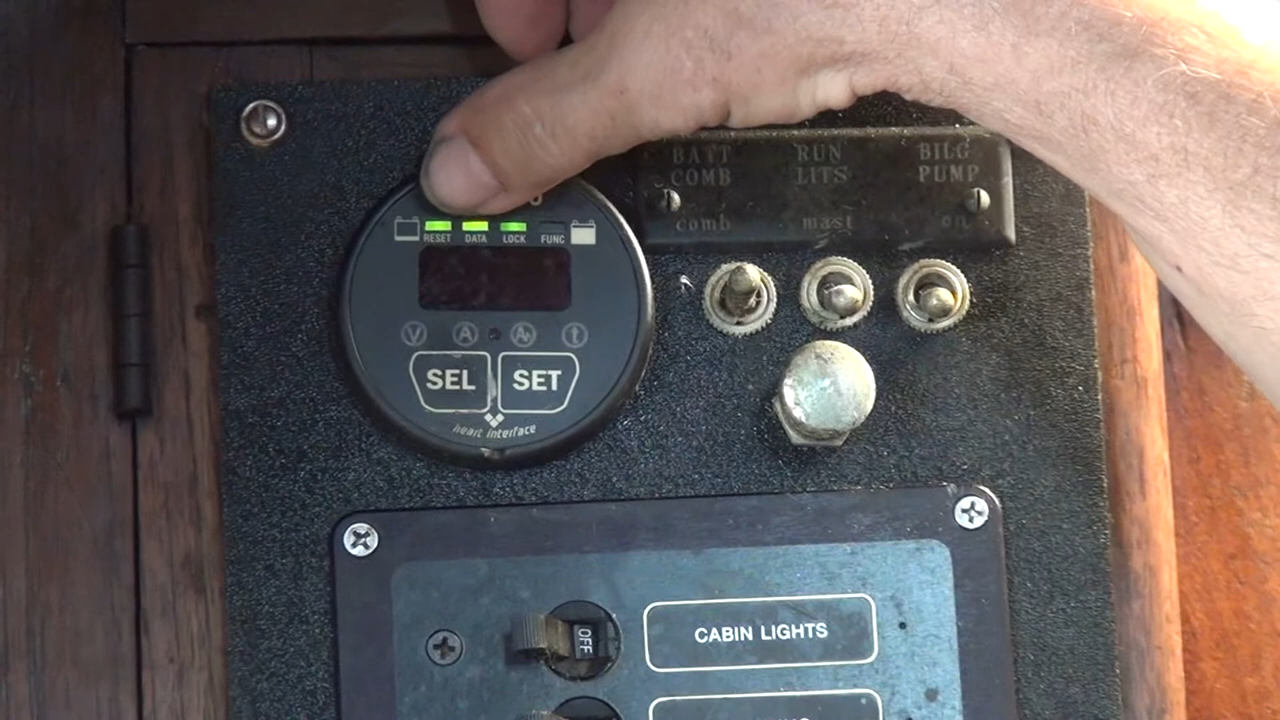 BATT RUN BILG
COMB LITS PUMP
comb mast on
RESET DATA LOCK FUNC
V A Ah t
SEL SET
heart interface
OFF
CABIN LIGHTS